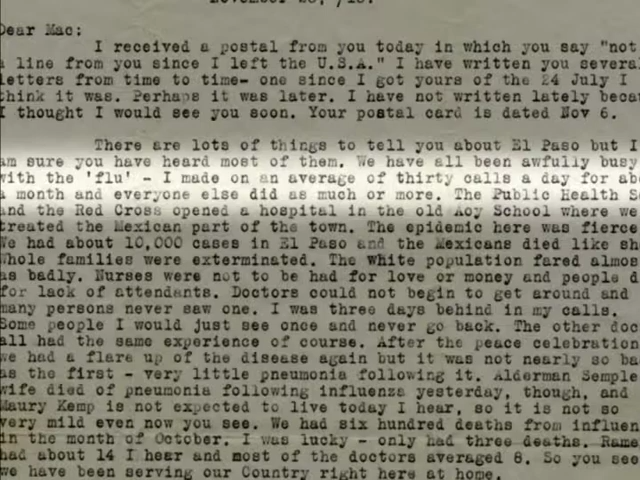 Dear Mac:
I received a postal from you today in which you say "not
a line from you since I left the U.S.A." I have written you several
letters from time to time- one since I got yours of the 24 July I
think it was. Perhaps it was later. I have not written lately becau
I thought I would see you soon. Your postal card is dated Nov 6.
There are lots of things to tell you about El Paso but I
am sure you have heard most of them. We have all been awfully busy
with the 'flu' - I made on an average of thirty calls a day for abo
a month and everyone else did as much or more. The Public Health S
and the Red Cross opened a hospital in the old Aoy School where we
treated the Mexican part of the town. The epidemic here was fierce
We had about 10,000 cases in El Paso and the Mexicans died like sh
Whole families were exterminated. The white population fared almos
as badly. Nurses were not to be had for love or money and people d
for lack of attendants. Doctors could not begin to get around and
many persons never saw one. I was three days behind in my calls.
Some people I would just see once and never go back. The other doc
all had the same experience of course. After the peace celebration
we had a flare up of the disease again but it was not nearly so ba
as the first - very little pneumonia following it. Alderman Semple
wife died of pneumonia following influenza yesterday, though, and
Maury Kemp is not expected to live today I hear, so it is not so
very mild even now you see. We had six hundred deaths from influen
in the month of October. I was lucky - only had three deaths. Rame
had about 14 I hear and most of the doctors averaged 8. So you see
we have been serving our Country right here at home.